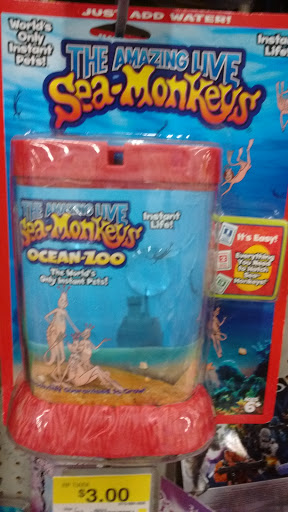 JUST ADD WATER!
World's
Only
Instant
Pets!
THE AMAZING LIVE
Sea-Monkeys
Life
THE AMAZING LIVE
Sea-Monkeys
Instant
Life!
OCEAN-ZOO
The World's
Only Instant Pets!
It's Easy!
Everything
You Need
to Hatch
Sea-
Monkeys!
6+
$3.00